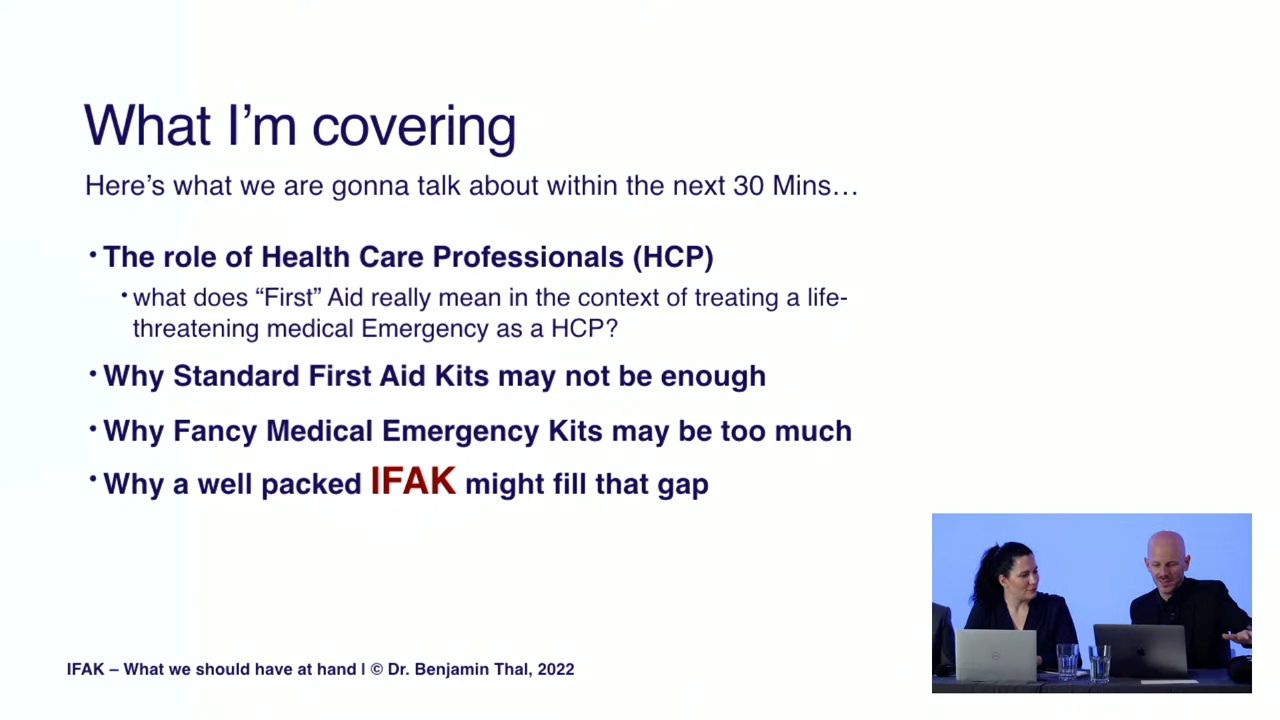 What I’m covering
Here’s what we are gonna talk about within the next 30 Mins…
• The role of Health Care Professionals (HCP)
• what does “First” Aid really mean in the context of treating a life-
threatening medical Emergency as a HCP?
• Why Standard First Aid Kits may not be enough
• Why Fancy Medical Emergency Kits may be too much
• Why a well packed IFAK might fill that gap
IFAK – What we should have at hand I © Dr. Benjamin Thal, 2022